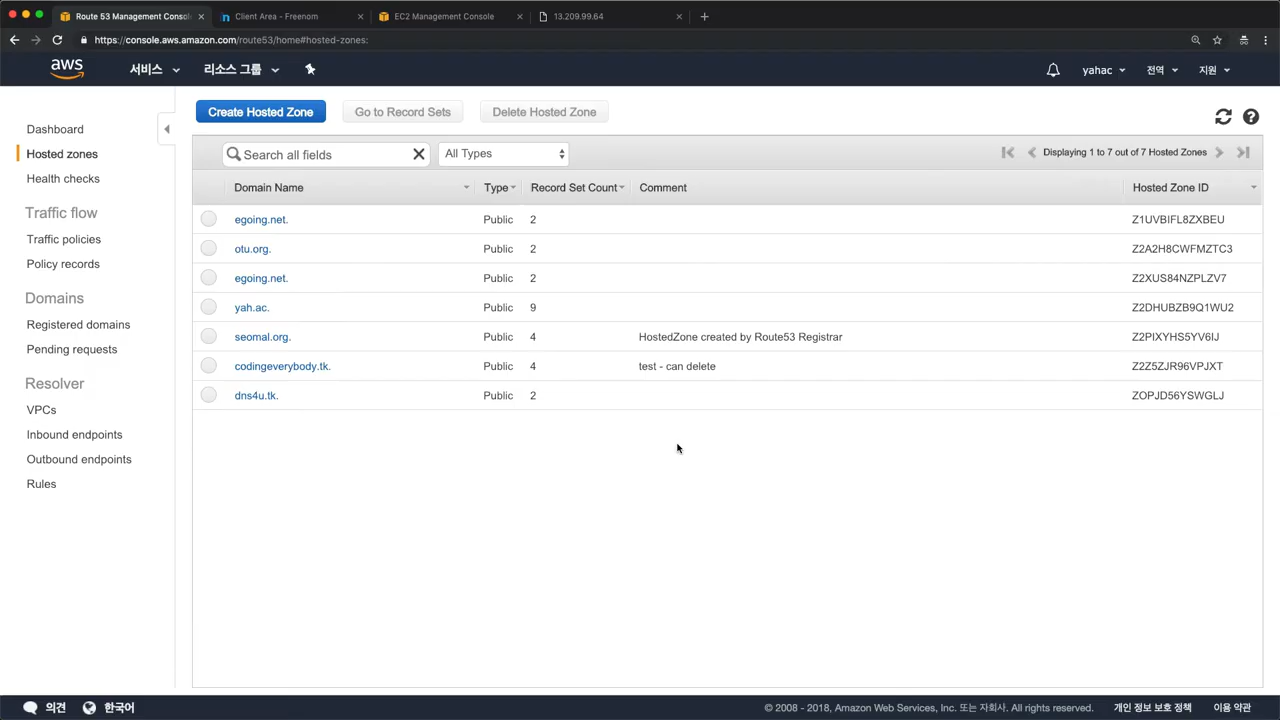 Route 53 Management Conso
Client Area - Freenom
EC2 Management Console
13.209.99.64
https://console.aws.amazon.com/route53/home#hosted-zones:
aws
서비스
리소스 그룹
yahac
전역
지원
Create Hosted Zone
Go to Record Sets
Delete Hosted Zone
Dashboard
Hosted zones
Health checks
Traffic flow
Traffic policies
Policy records
Domains
Registered domains
Pending requests
Resolver
VPCs
Inbound endpoints
Outbound endpoints
Rules
Search all fields
All Types
Displaying 1 to 7 out of 7 Hosted Zones
Domain Name Type Record Set Count Comment Hosted Zone ID
egoing.net. Public 2 Z1UVBIFL8ZXBEU
otu.org. Public 2 Z2A2H8CWFMZTC3
egoing.net. Public 2 Z2XUS84NZPLZV7
yah.ac. Public 9 Z2DHUBZB9Q1WU2
seomal.org. Public 4 HostedZone created by Route53 Registrar Z2PIXYHS5YV6IJ
codingeverybody.tk. Public 4 test - can delete Z2Z5ZJR96VPJXT
dns4u.tk. Public 2 ZOPJD56YSWGLJ
의견
한국어
© 2008 - 2018, Amazon Web Services, Inc. 또는 자회사. All rights reserved.
개인 정보 보호 정책
이용 약관